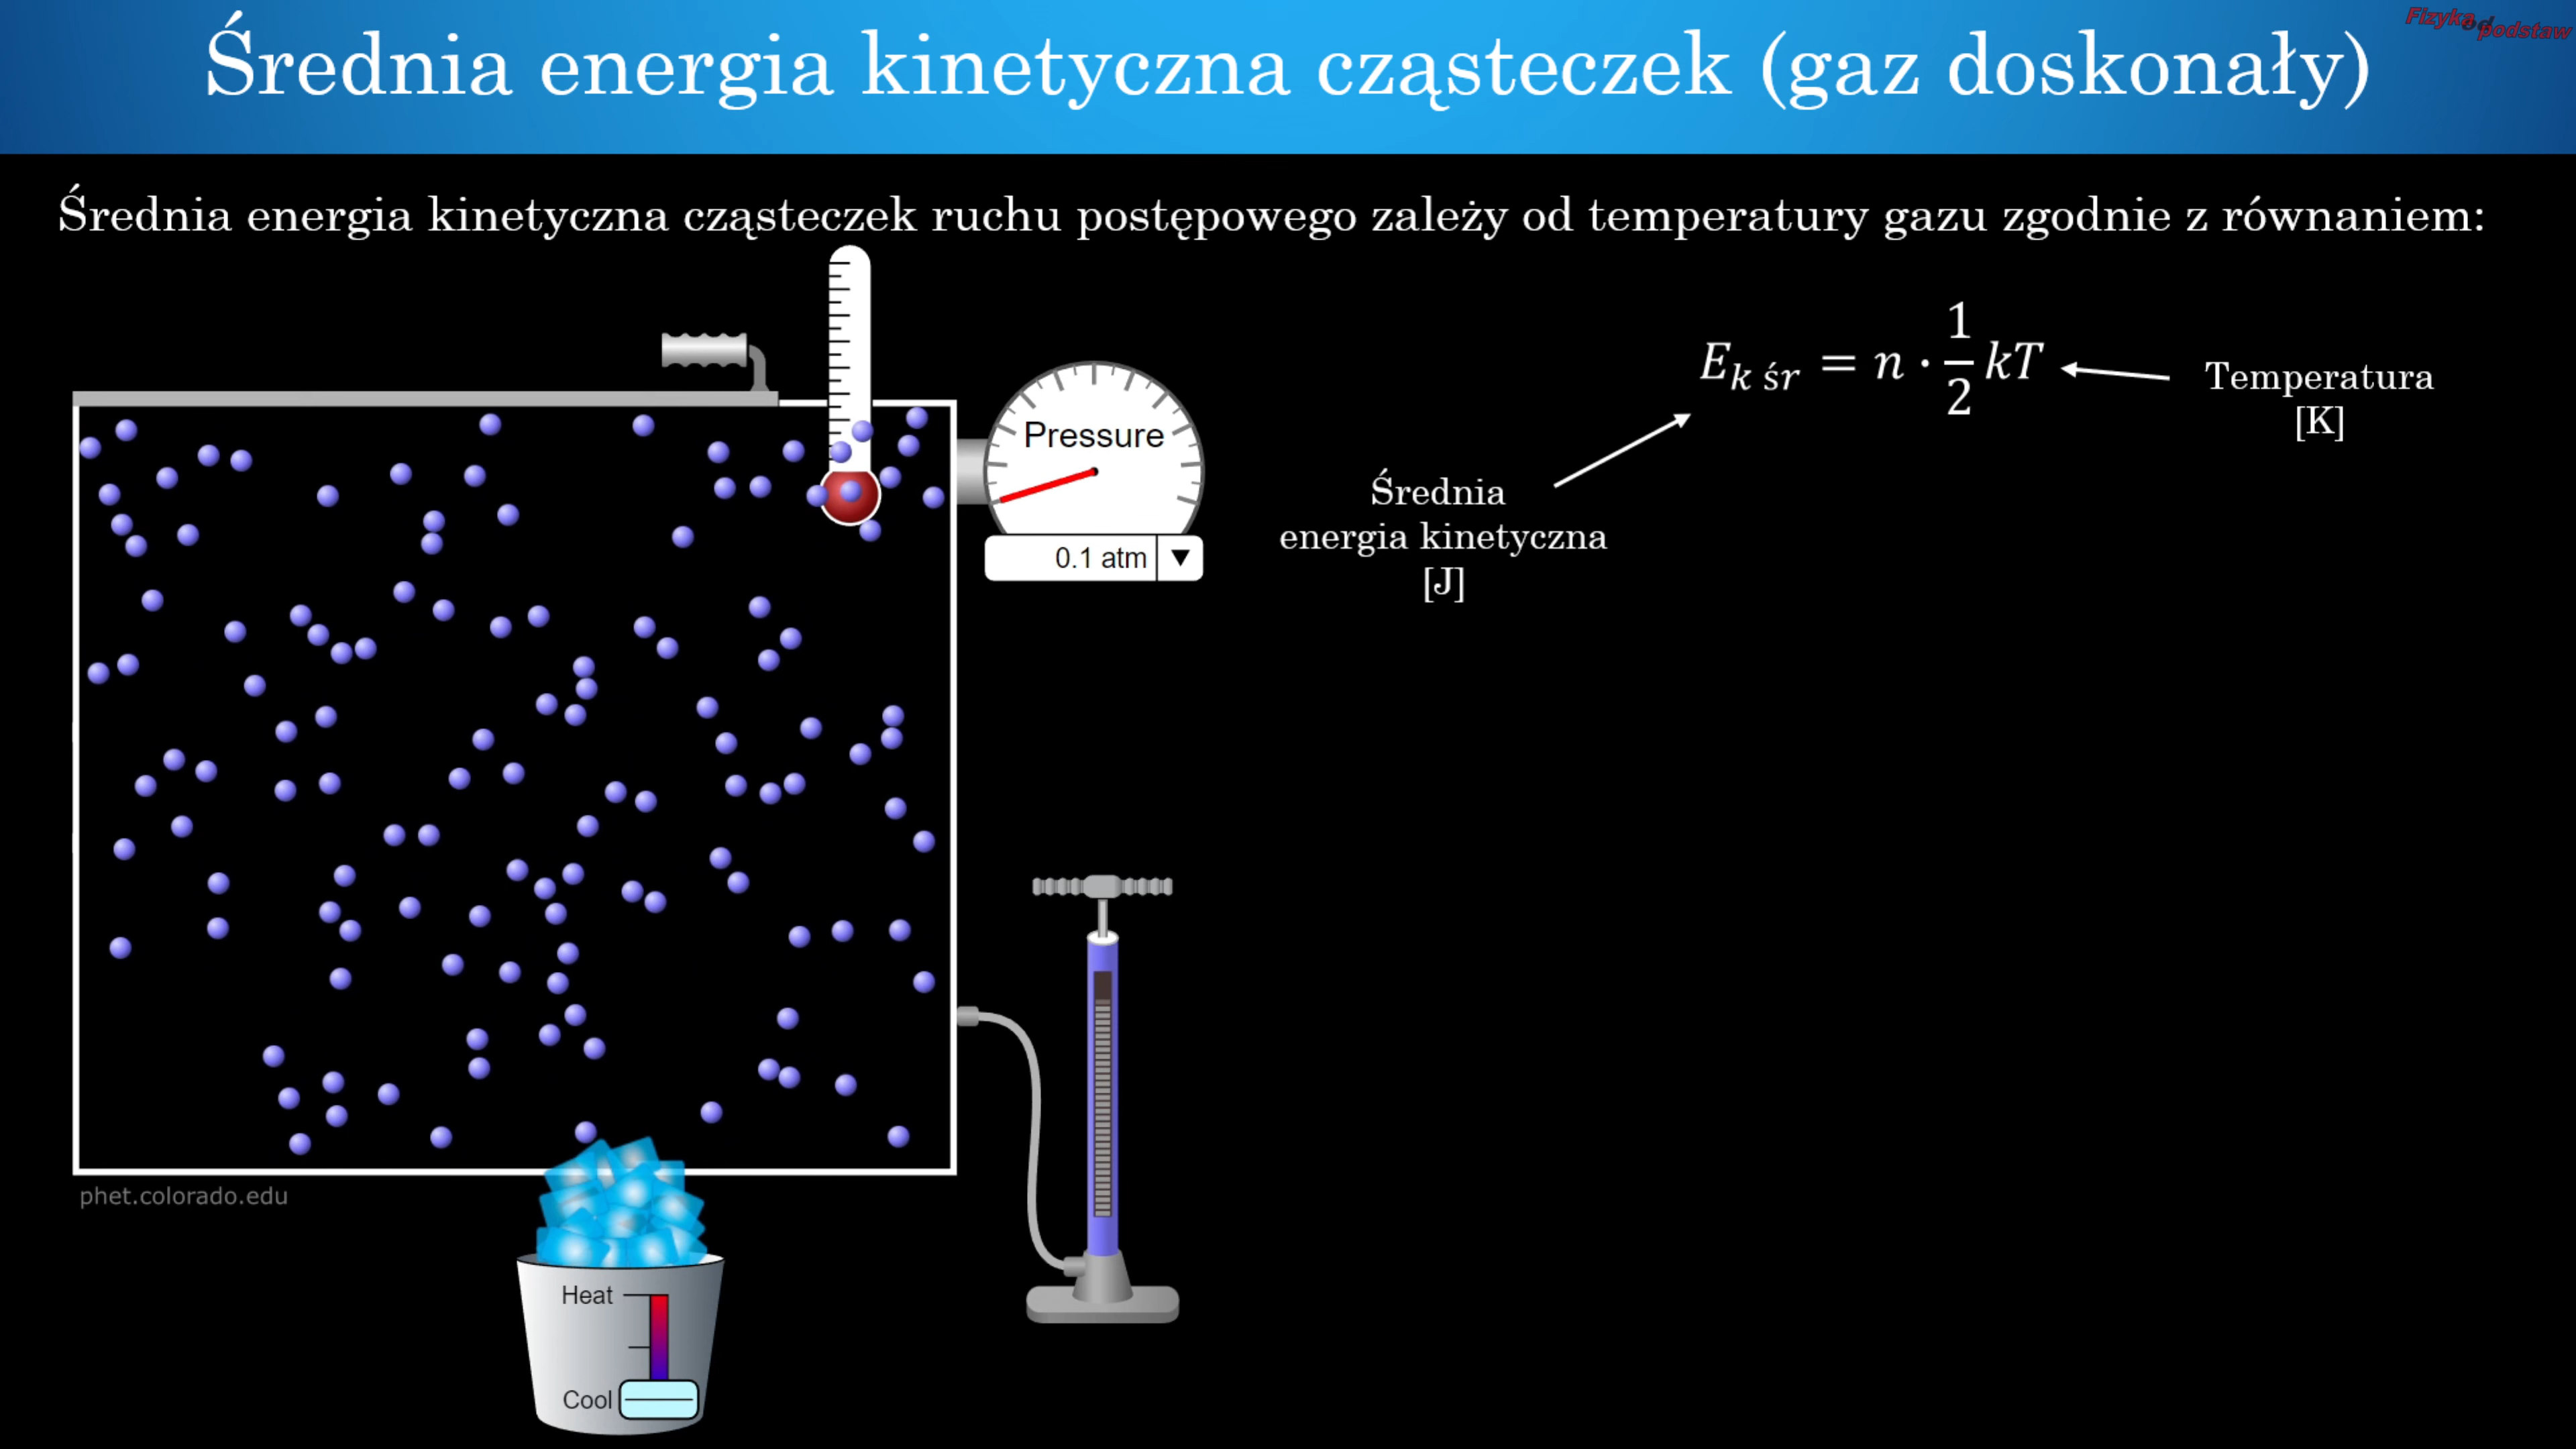 Fizyka od podstaw
Średnia energia kinetyczna cząsteczek (gaz doskonały)
Średnia energia kinetyczna cząsteczek ruchu postępowego zależy od temperatury gazu zgodnie z równaniem:
E_{k śr} = n · \frac{1}{2} kT
Temperatura
[K]
Pressure
0.1 atm
Średnia
energia kinetyczna
[J]
phet.colorado.edu
Heat
Cool